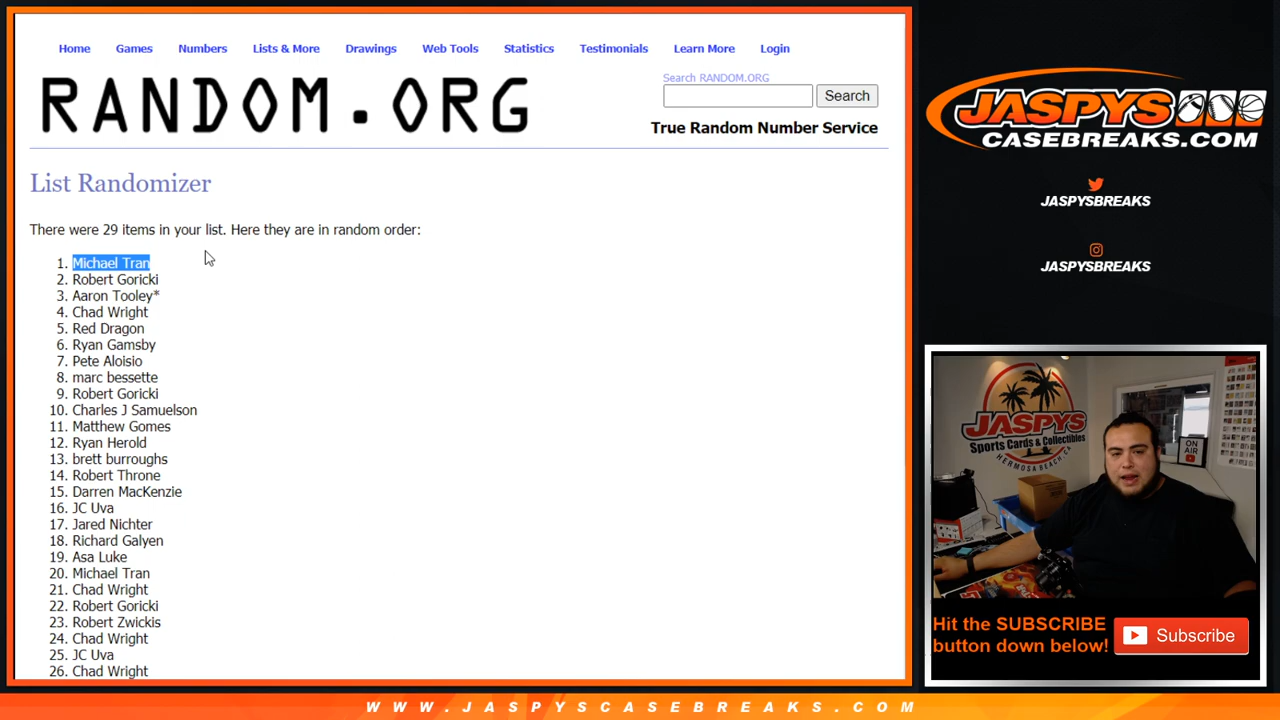 Home Games Numbers Lists & More Drawings Web Tools Statistics Testimonials Learn More Login
RANDOM.ORG
Search RANDOM.ORG
Search
True Random Number Service
List Randomizer
There were 29 items in your list. Here they are in random order:
1. Michael Tran
2. Robert Goricki
3. Aaron Tooley*
4. Chad Wright
5. Red Dragon
6. Ryan Gamsby
7. Pete Aloisio
8. marc bessette
9. Robert Goricki
10. Charles J Samuelson
11. Matthew Gomes
12. Ryan Herold
13. brett burroughs
14. Robert Throne
15. Darren MacKenzie
16. JC Uva
17. Jared Nichter
18. Richard Galyen
19. Asa Luke
20. Michael Tran
21. Chad Wright
22. Robert Goricki
23. Robert Zwickis
24. Chad Wright
25. JC Uva
26. Chad Wright
JASPYS
CASEBREAKS.COM
JASPYSBREAKS
JASPYSBREAKS
JASPYS
Sports Cards & Collectibles
HERMOSA BEACH, CA
ON AIR
Hit the SUBSCRIBE
button down below!
Subscribe
WWW.JASPYSCASEBREAKS.COM